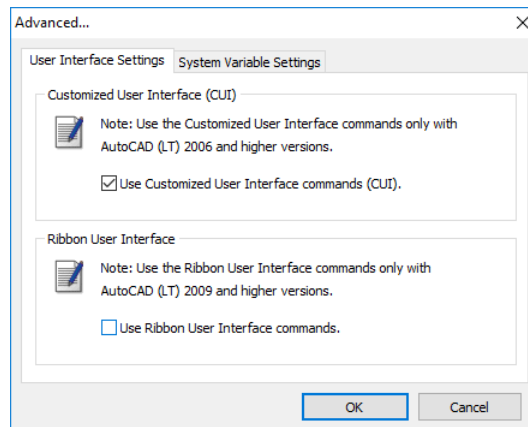 Advanced...
User Interface Settings
System Variable Settings
Customized User Interface (CUI)
Note: Use the Customized User Interface commands only with
AutoCAD (LT) 2006 and higher versions.
Use Customized User Interface commands (CUI).
Ribbon User Interface
Note: Use the Ribbon User Interface commands only with
AutoCAD (LT) 2009 and higher versions.
Use Ribbon User Interface commands.
OK
Cancel